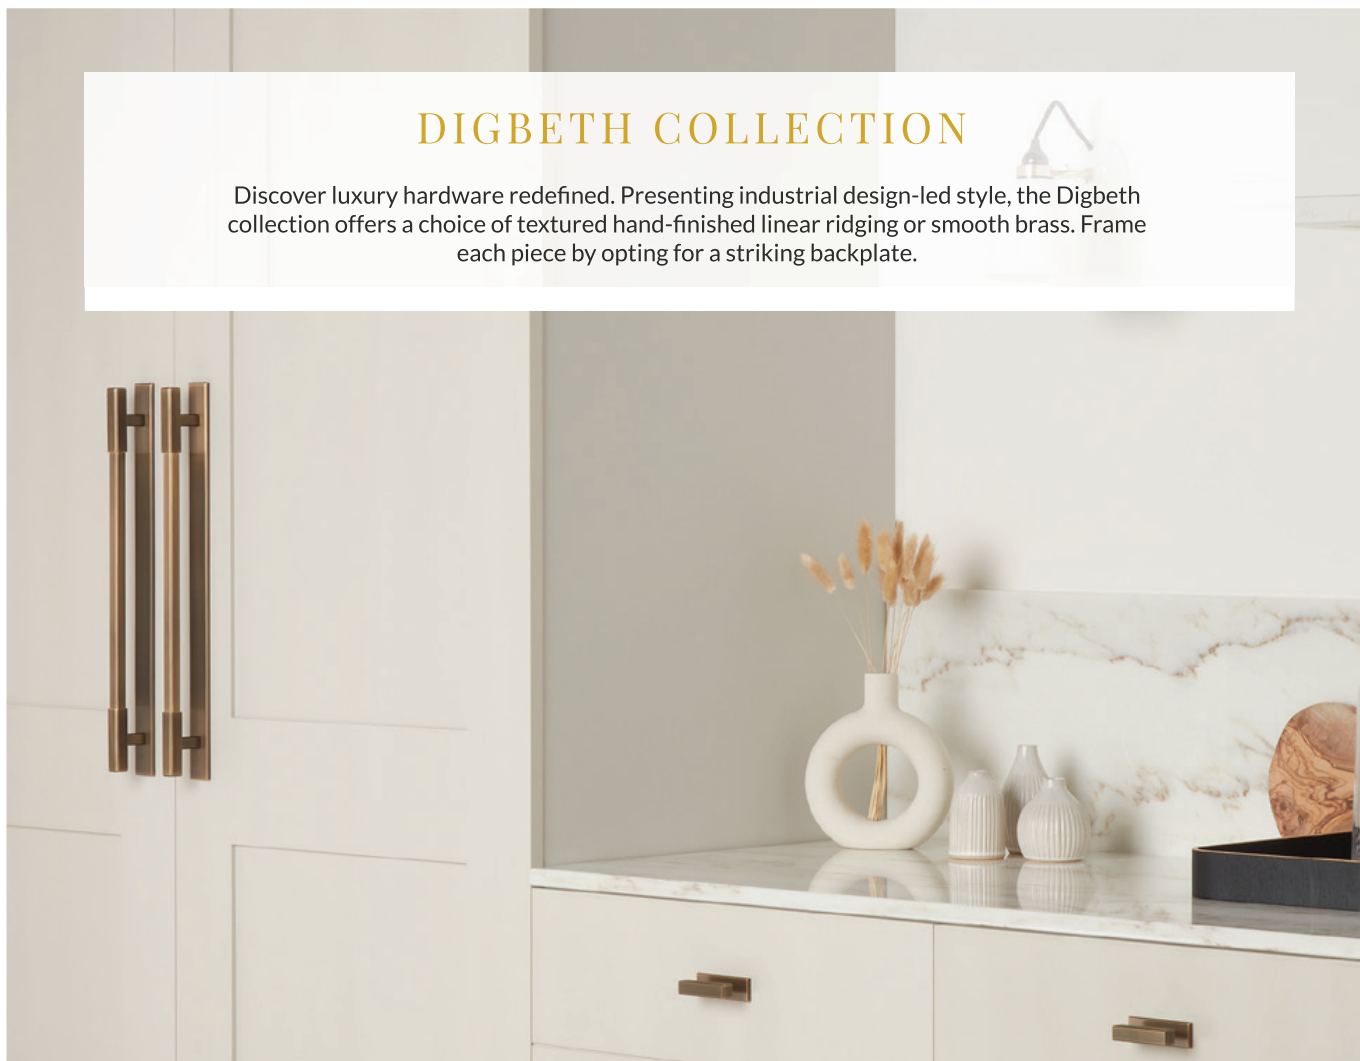 DIGBETH COLLECTION
Discover luxury hardware redefined. Presenting industrial design-led style, the Digbeth
collection offers a choice of textured hand-finished linear ridging or smooth brass. Frame
each piece by opting for a striking backplate.